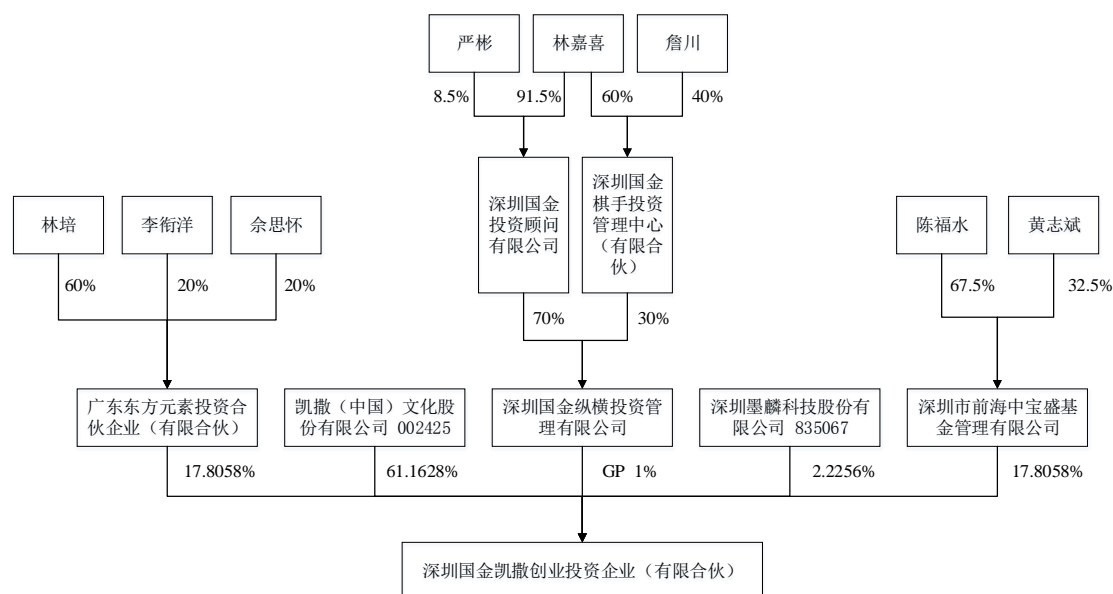 严彬
林嘉喜
詹川
8.5%
91.5%
60%
40%
深圳国金
投资顾问
有限公司
深圳国金
棋手投资
管理中心
（有限合
伙）
林培
李衔洋
佘思怀
陈福水
黄志斌
60%
20%
20%
67.5%
32.5%
70%
30%
广东东方元素投资合
伙企业（有限合伙）
凯撒（中国）文化股
份有限公司 002425
深圳国金纵横投资管
理有限公司
深圳墨麟科技股份有
限公司 835067
深圳市前海中宝盛基
金管理有限公司
17.8058%
61.1628%
GP 1%
2.2256%
17.8058%
深圳国金凯撒创业投资企业（有限合伙）